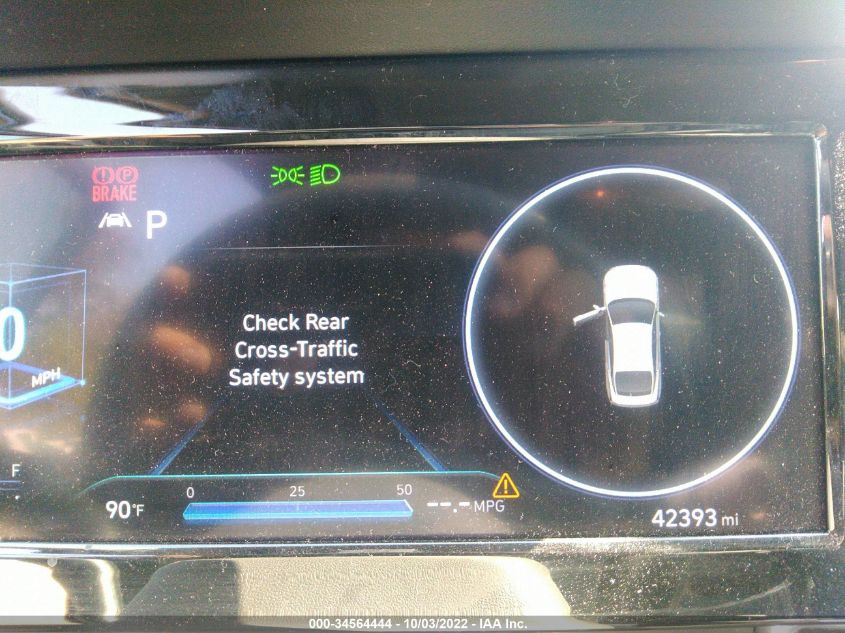 BRAKE
P
Check Rear
Cross-Traffic
Safety system
0
MPH
F
90°F
0 25 50
--.- MPG
42393 mi
000-34564444 - 10/03/2022 - IAA Inc.